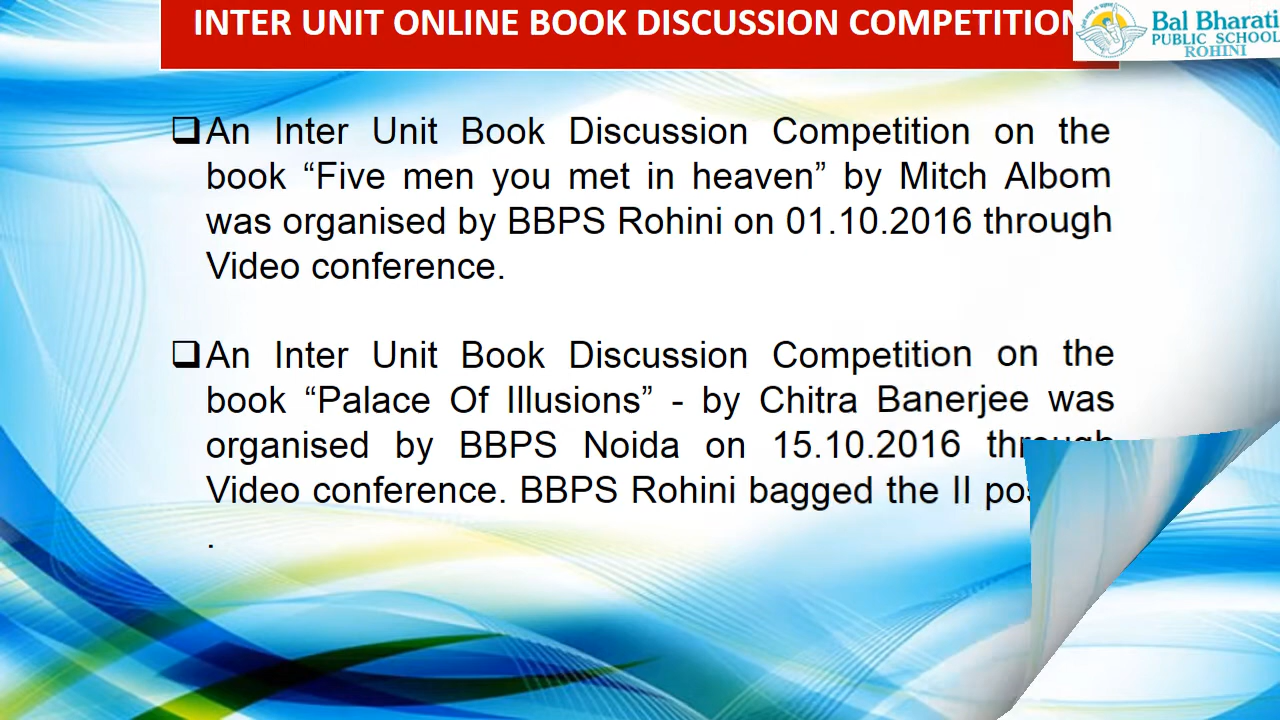 INTER UNIT ONLINE BOOK DISCUSSION COMPETITION
Bal Bharati
PUBLIC SCHOOL
ROHINI
❑An Inter Unit Book Discussion Competition on the
book “Five men you met in heaven” by Mitch Albom
was organised by BBPS Rohini on 01.10.2016 through
Video conference.
❑An Inter Unit Book Discussion Competition on the
book “Palace Of Illusions” - by Chitra Banerjee was
organised by BBPS Noida on 15.10.2016 through
Video conference. BBPS Rohini bagged the II
.